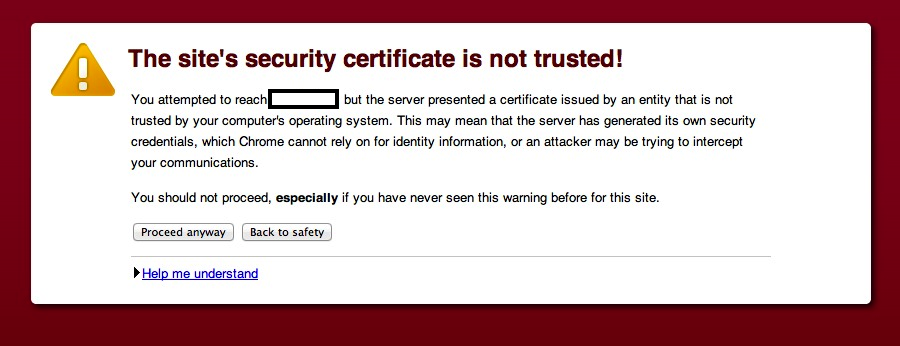 The site's security certificate is not trusted!
You attempted to reach but the server presented a certificate issued by an entity that is not
trusted by your computer's operating system. This may mean that the server has generated its own security
credentials, which Chrome cannot rely on for identity information, or an attacker may be trying to intercept
your communications.
You should not proceed, especially if you have never seen this warning before for this site.
Proceed anyway Back to safety
Help me understand